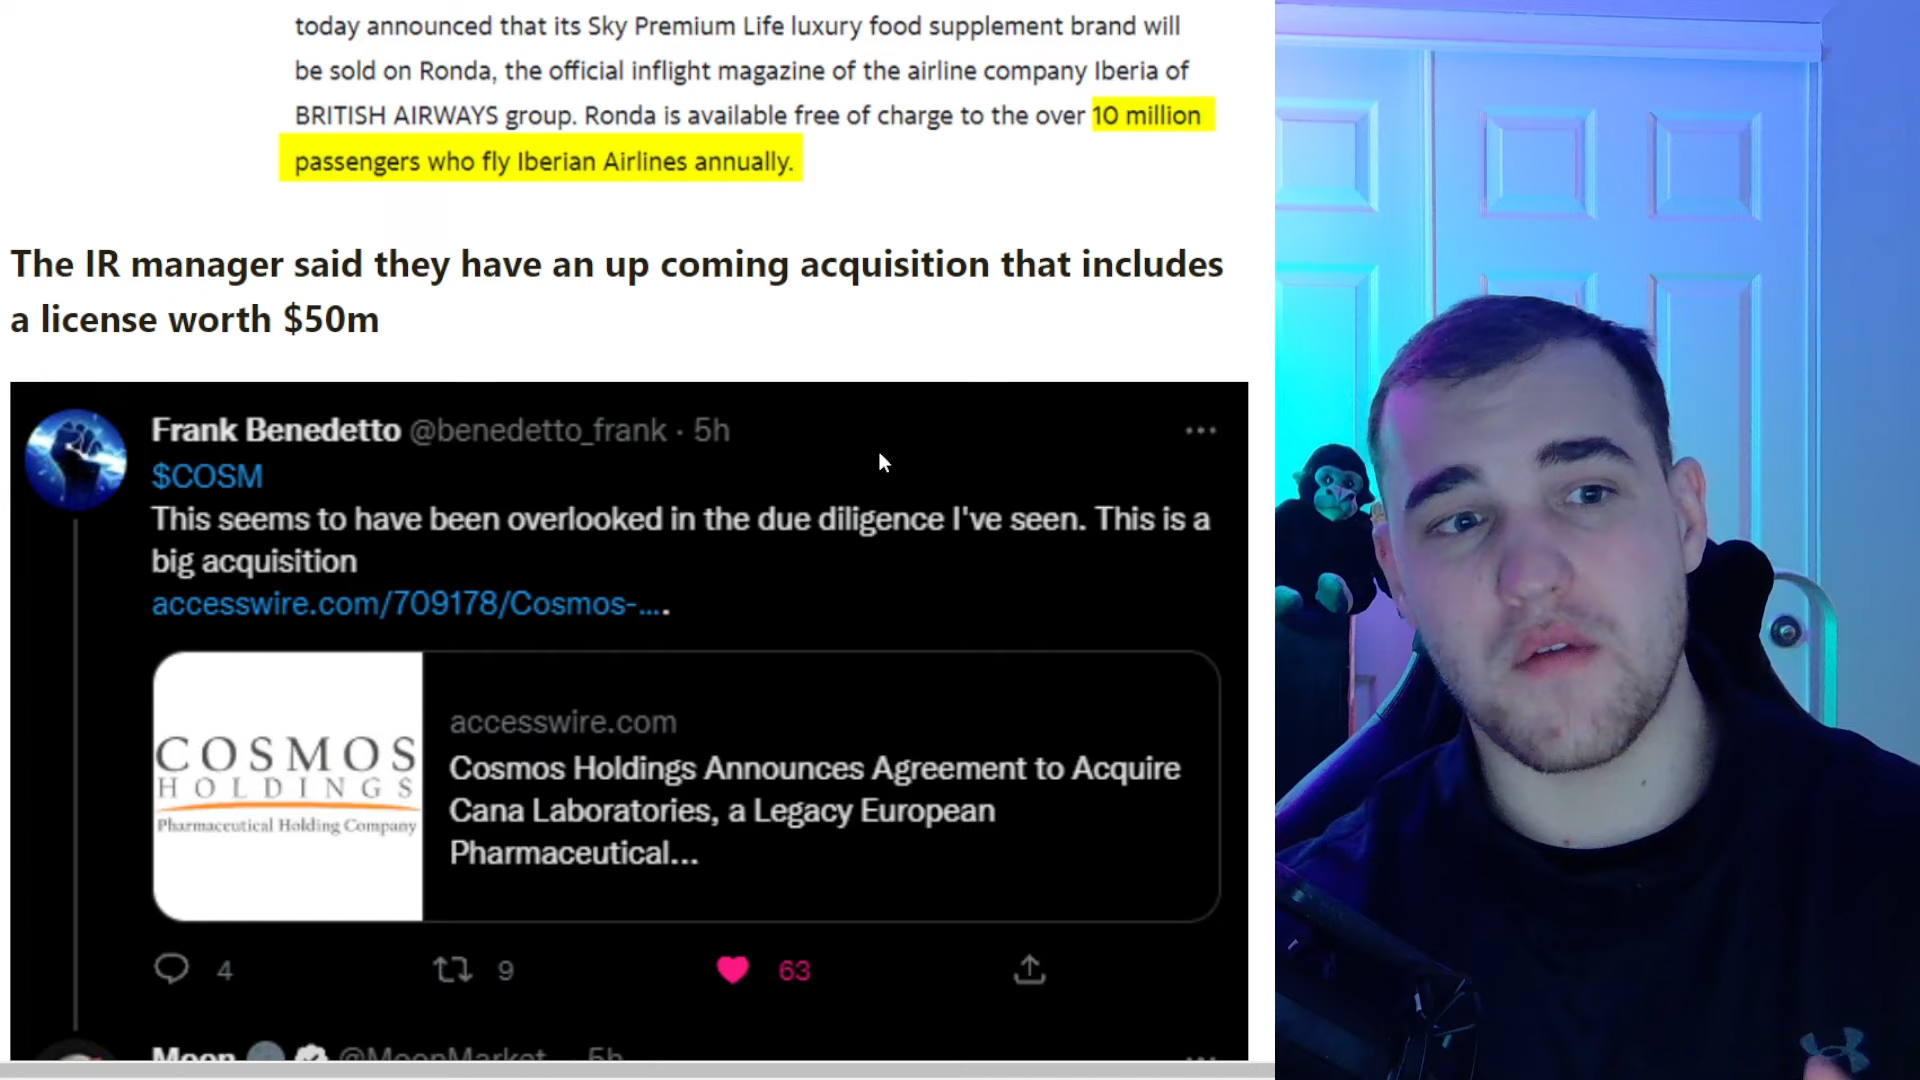 today announced that its Sky Premium Life luxury food supplement brand will
be sold on Ronda, the official inflight magazine of the airline company Iberia of
BRITISH AIRWAYS group. Ronda is available free of charge to the over 10 million
passengers who fly Iberian Airlines annually.
The IR manager said they have an up coming acquisition that includes
a license worth $50m
Frank Benedetto @benedetto_frank · 5h
$COSM
This seems to have been overlooked in the due diligence I've seen. This is a
big acquisition
accesswire.com/709178/Cosmos-....
COSMOS
HOLDINGS
Pharmaceutical Holding Company
accesswire.com
Cosmos Holdings Announces Agreement to Acquire
Cana Laboratories, a Legacy European
Pharmaceutical...
4 9 63
Moon @MoonMarket 5h